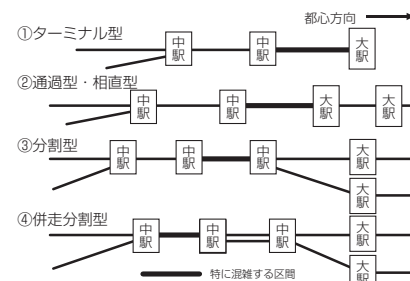 都心方向
①ターミナル型
中駅
中駅
大駅
②通過型・相直型
中駅
中駅
大駅
大駅
③分割型
中駅
中駅
中駅
大駅
大駅
④併走分割型
中駅
中駅
中駅
大駅
大駅
特に混雑する区間